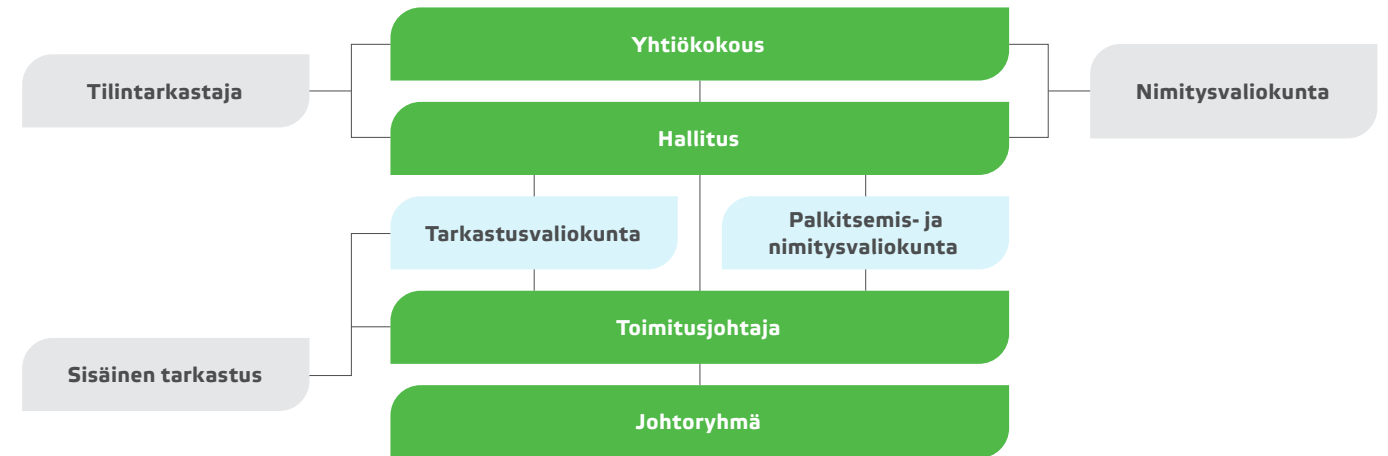 Yhtiökokous
Tilintarkastaja
Nimitysvaliokunta
Hallitus
Tarkastusvaliokunta
Palkitsemis- ja
nimitysvaliokunta
Toimitusjohtaja
Sisäinen tarkastus
Johtoryhmä